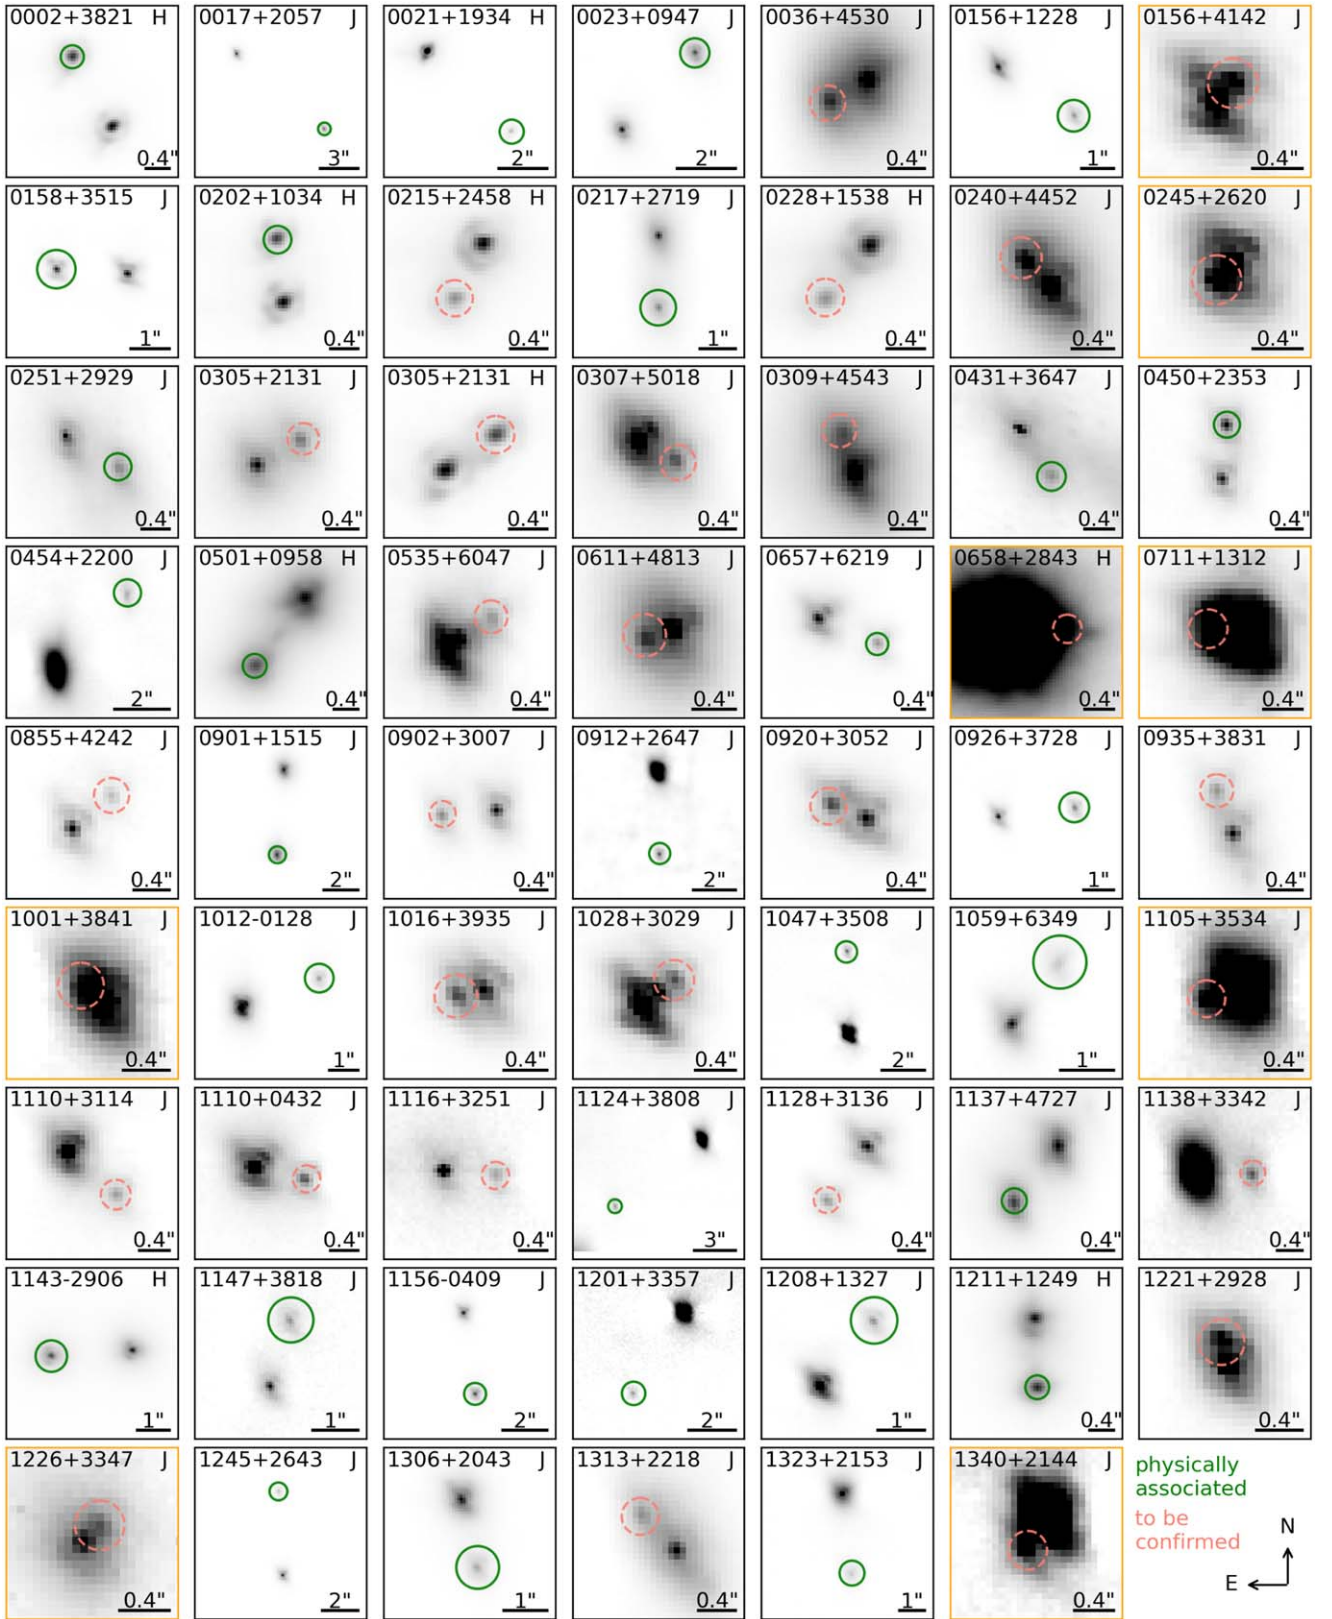 0002+3821 H 0017+2057 J 0021+1934 H 0023+0947 J 0036+4530 J 0156+1228 J 0156+4142 J
0.4" 3" 2" 2" 0.4" 1" 0.4"
0158+3515 J 0202+1034 H 0215+2458 H 0217+2719 J 0228+1538 H 0240+4452 J 0245+2620 J
1" 0.4" 0.4" 1" 0.4" 0.4" 0.4"
0251+2929 J 0305+2131 J 0305+2131 H 0307+5018 J 0309+4543 J 0431+3647 J 0450+2353 J
0.4" 0.4" 0.4" 0.4" 0.4" 0.4" 0.4"
0454+2200 J 0501+0958 H 0535+6047 J 0611+4813 J 0657+6219 J 0658+2843 H 0711+1312 J
2" 0.4" 0.4" 0.4" 0.4" 0.4" 0.4"
0855+4242 J 0901+1515 J 0902+3007 J 0912+2647 J 0920+3052 J 0926+3728 J 0935+3831 J
0.4" 2" 0.4" 2" 0.4" 1" 0.4"
1001+3841 J 1012-0128 J 1016+3935 J 1028+3029 J 1047+3508 J 1059+6349 J 1105+3534 J
0.4" 1" 0.4" 0.4" 2" 1" 0.4"
1110+3114 J 1110+0432 J 1116+3251 J 1124+3808 J 1128+3136 J 1137+4727 J 1138+3342 J
0.4" 0.4" 0.4" 3" 0.4" 0.4" 0.4"
1143-2906 H 1147+3818 J 1156-0409 J 1201+3357 J 1208+1327 J 1211+1249 H 1221+2928 J
1" 1" 2" 2" 1" 0.4" 0.4"
1226+3347 J 1245+2643 J 1306+2043 J 1313+2218 J 1323+2153 J 1340+2144 J
0.4" 2" 1" 0.4" 1" 0.4"
physically
associated
to be
confirmed
N
E